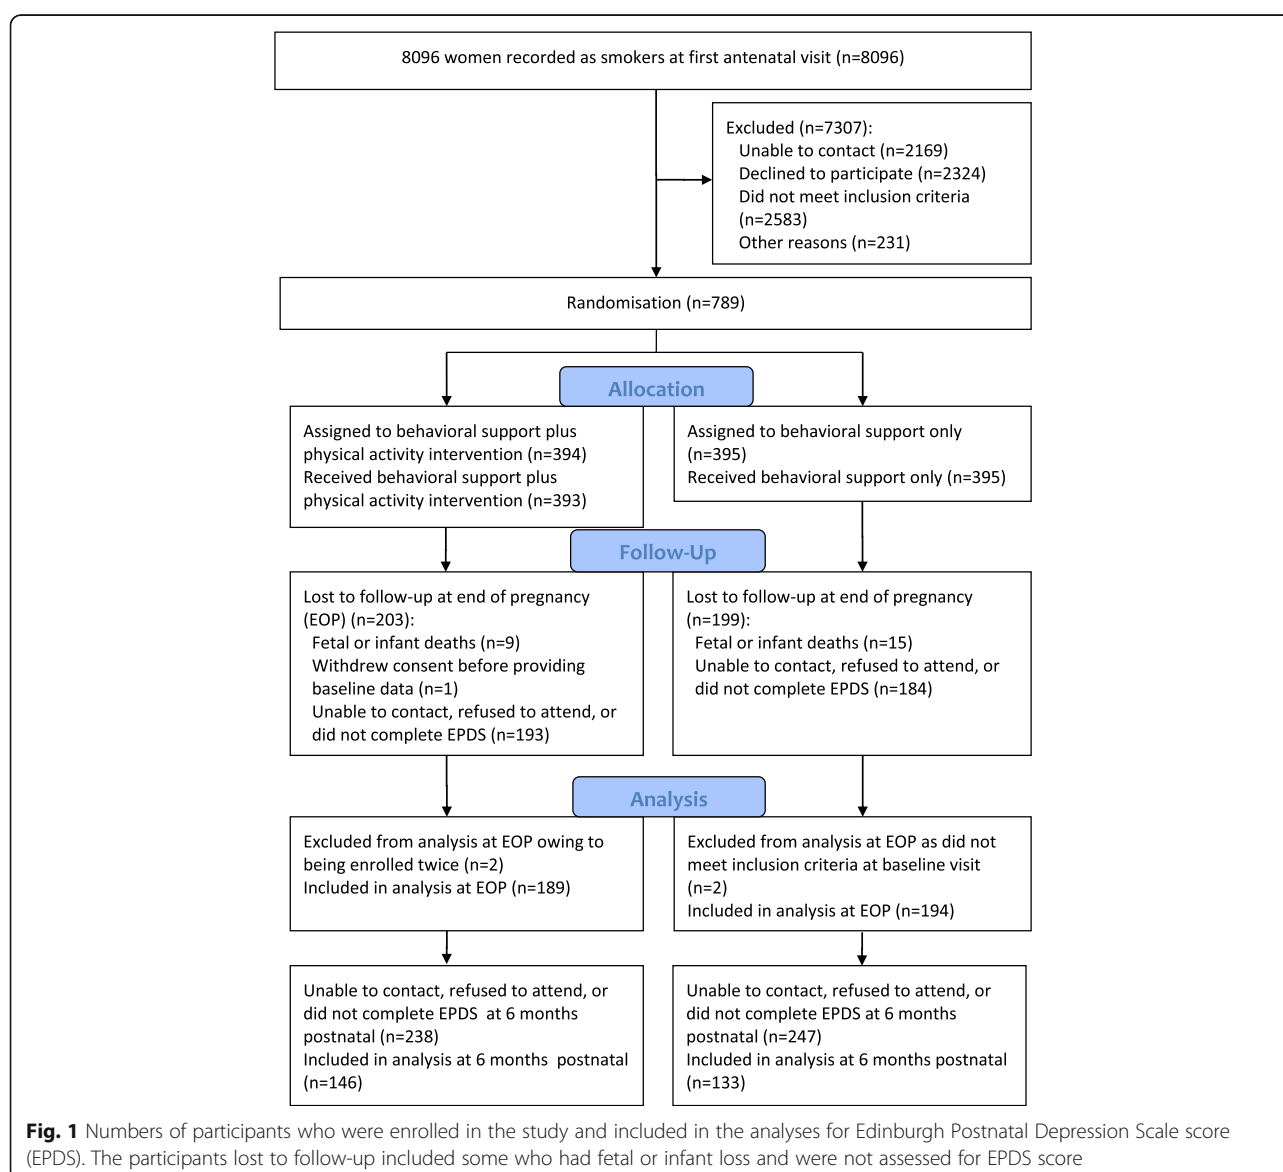 8096 women recorded as smokers at first antenatal visit (n=8096)
Excluded (n=7307):
Unable to contact (n=2169)
Declined to participate (n=2324)
Did not meet inclusion criteria
(n=2583)
Other reasons (n=231)
Randomisation (n=789)
Allocation
Assigned to behavioral support plus
physical activity intervention (n=394)
Received behavioral support plus
physical activity intervention (n=393)
Assigned to behavioral support only
(n=395)
Received behavioral support only (n=395)
Follow-Up
Lost to follow-up at end of pregnancy
(EOP) (n=203):
Fetal or infant deaths (n=9)
Withdrew consent before providing
baseline data (n=1)
Unable to contact, refused to attend, or
did not complete EPDS (n=193)
Lost to follow-up at end of pregnancy
(n=199):
Fetal or infant deaths (n=15)
Unable to contact, refused to attend, or
did not complete EPDS (n=184)
Analysis
Excluded from analysis at EOP owing to
being enrolled twice (n=2)
Included in analysis at EOP (n=189)
Excluded from analysis at EOP as did not
meet inclusion criteria at baseline visit
(n=2)
Included in analysis at EOP (n=194)
Unable to contact, refused to attend, or
did not complete EPDS at 6 months
postnatal (n=238)
Included in analysis at 6 months postnatal
(n=146)
Unable to contact, refused to attend, or
did not complete EPDS at 6 months
postnatal (n=247)
Included in analysis at 6 months postnatal
(n=133)
Fig. 1 Numbers of participants who were enrolled in the study and included in the analyses for Edinburgh Postnatal Depression Scale score
(EPDS). The participants lost to follow-up included some who had fetal or infant loss and were not assessed for EPDS score